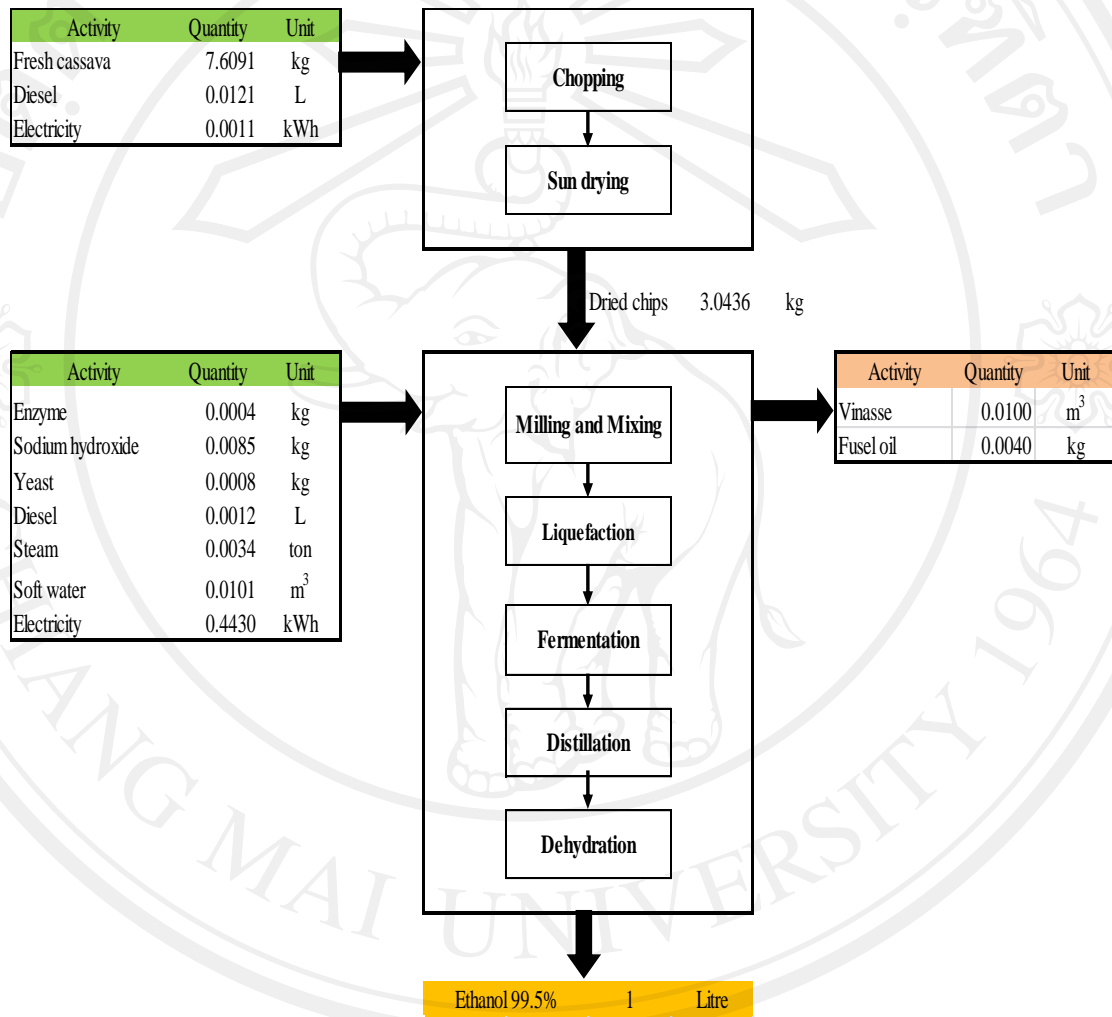 Activity Quantity Unit
Fresh cassava 7.6091 kg
Diesel 0.0121 L
Electricity 0.0011 kWh
Chopping
Sun drying
Dried chips 3.0436 kg
Activity Quantity Unit
Enzyme 0.0004 kg
Sodium hydroxide 0.0085 kg
Yeast 0.0008 kg
Diesel 0.0012 L
Steam 0.0034 ton
Soft water 0.0101 m³
Electricity 0.4430 kWh
Milling and Mixing
Liquefaction
Fermentation
Distillation
Dehydration
Activity Quantity Unit
Vinasse 0.0100 m³
Fusel oil 0.0040 kg
Ethanol 99.5% 1 Litre
ANG MAI UNIVERSITY 1964